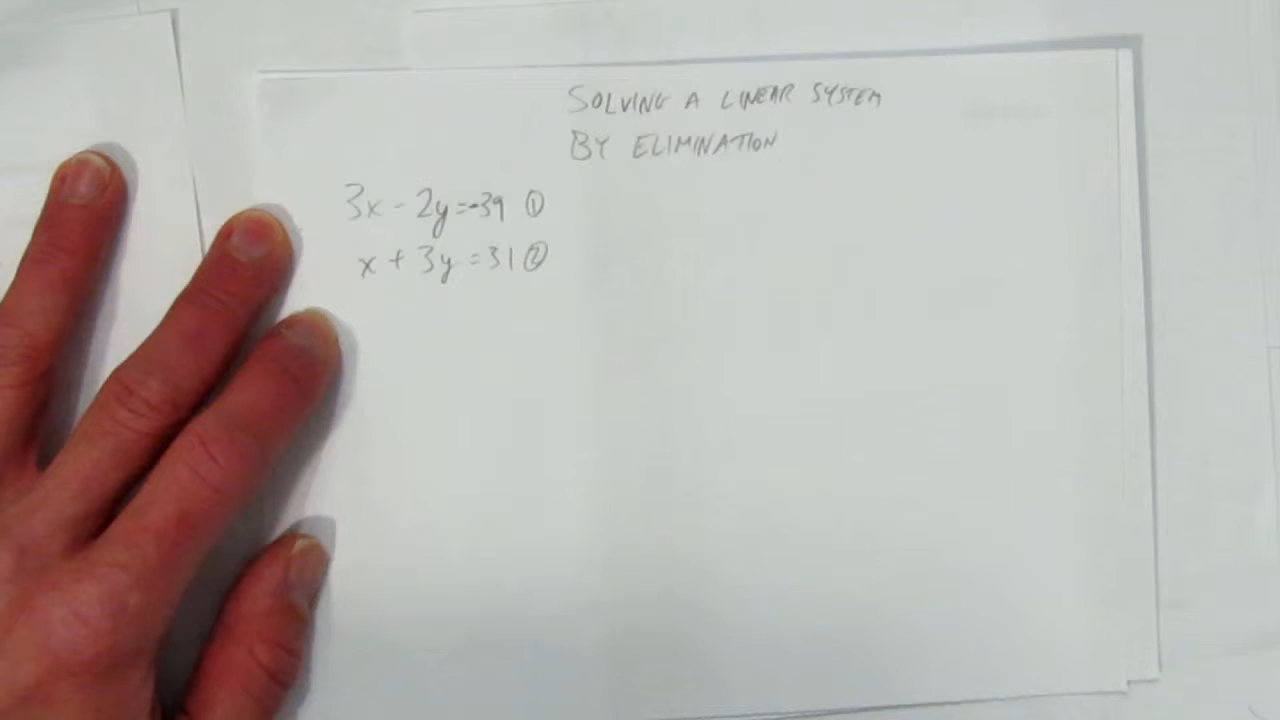 SOLVING A LINEAR SYSTEM
BY ELIMINATION
3x - 2y = -39 ①
x + 3y = 31 ②